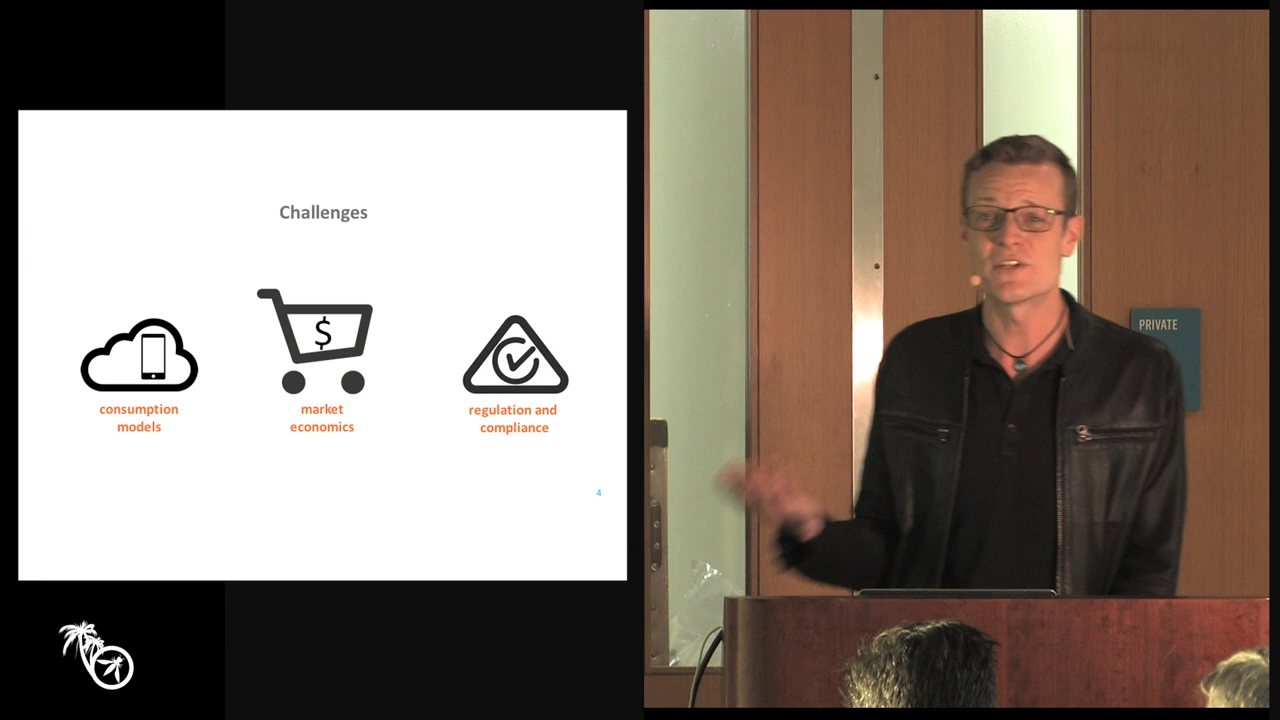 Challenges
$
consumption
models
market
economics
regulation and
compliance
4
PRIVATE